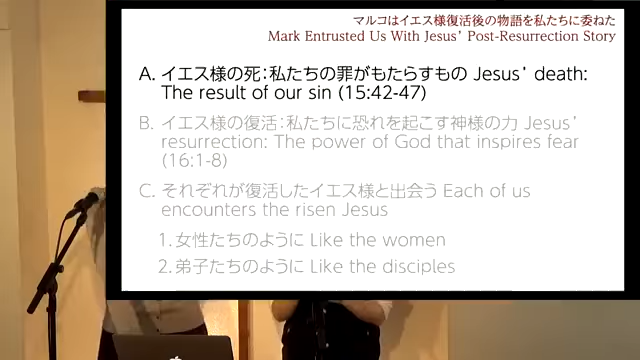 マルコはイエス様復活後の物語を私たちに委ねた
Mark Entrusted Us With Jesus' Post-Resurrection Story
A. イエス様の死：私たちの罪がもたらすもの Jesus' death:
The result of our sin (15:42-47)
B. イエス様の復活：私たちに恐れを起こす神様の力 Jesus'
resurrection: The power of God that inspires fear
(16:1-8)
C. それぞれが復活したイエス様と出会う Each of us
encounters the risen Jesus
1. 女性たちのように Like the women
2. 弟子たちのように Like the disciples